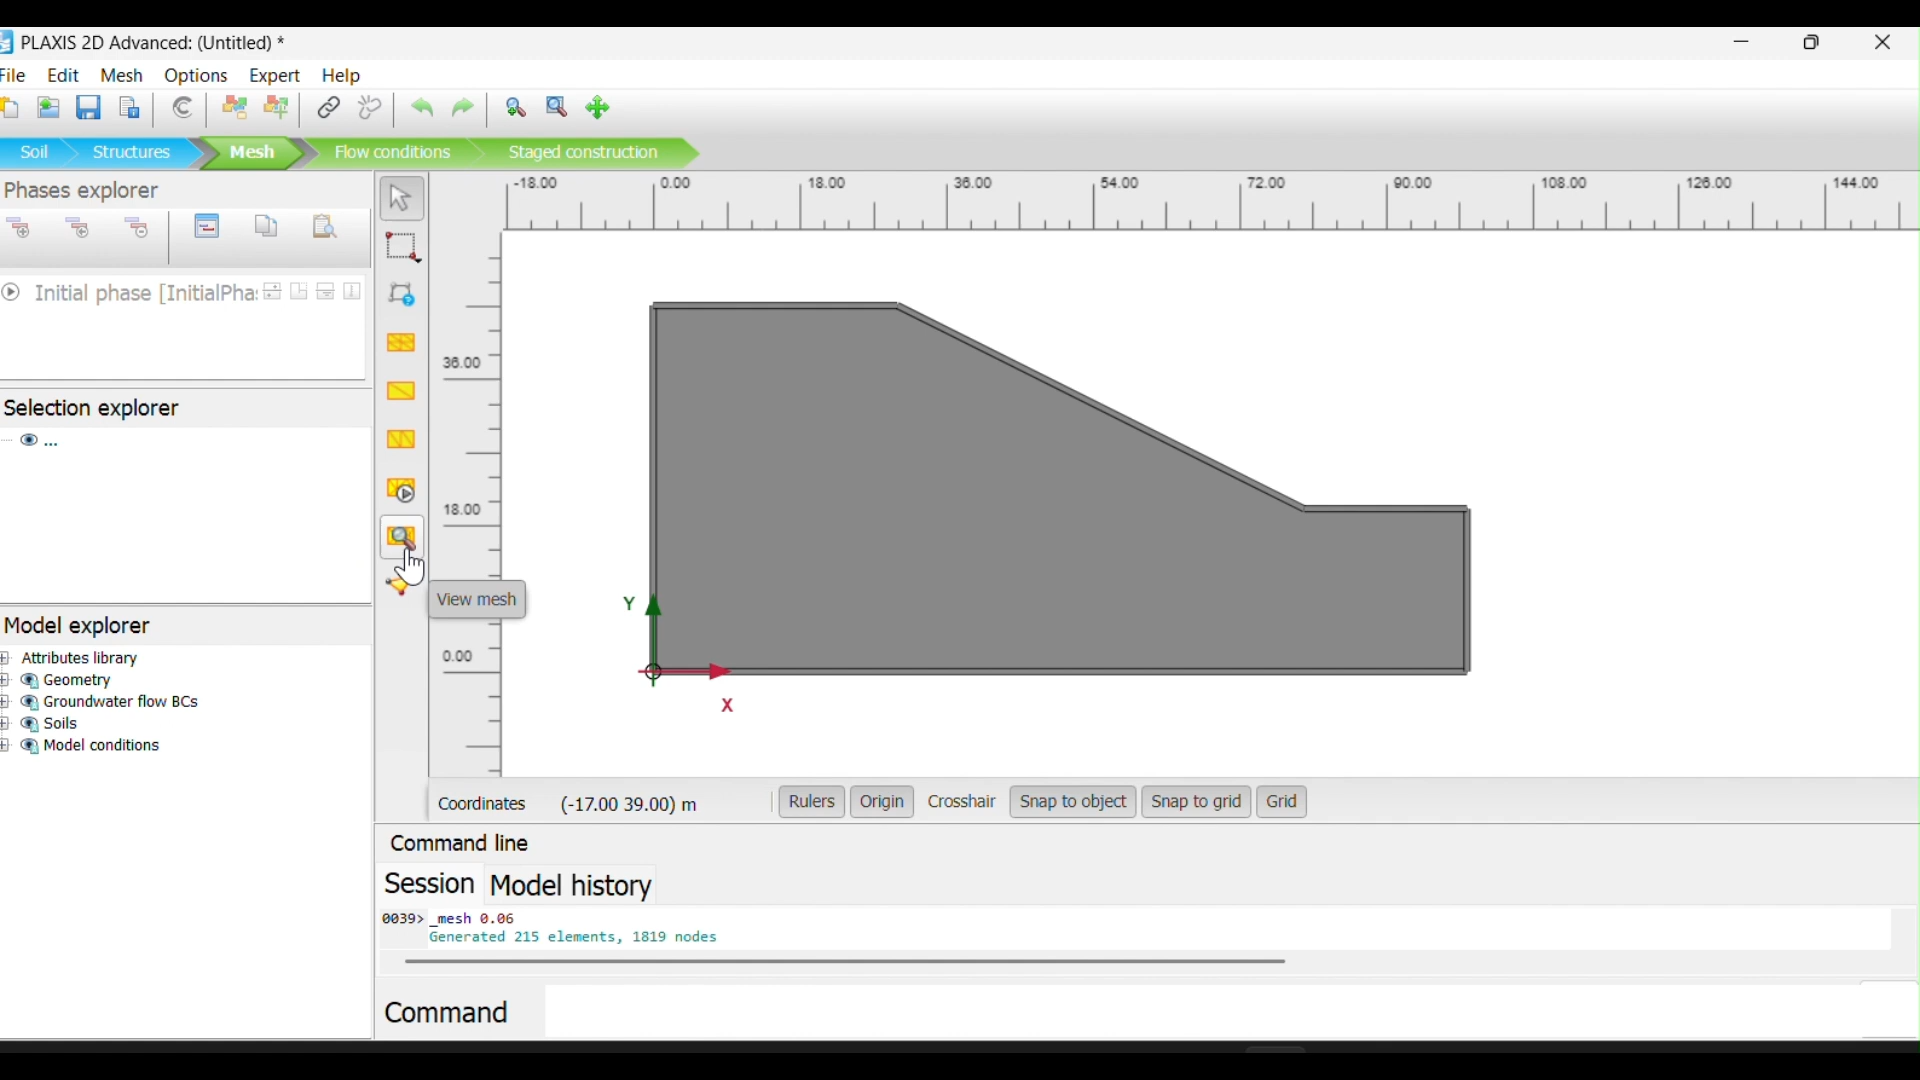 PLAXIS 2D Advanced: (Untitled) *
File Edit Mesh Options Expert Help
Soil Structures Mesh Flow conditions Staged construction
Phases explorer
Initial phase [InitialPha
Selection explorer
...
Model explorer
Attributes library
Geometry
Groundwater flow BCs
Soils
Model conditions
-18.00 0.00 18.00 36.00 54.00 72.00 90.00 108.00 126.00 144.00
36.00
18.00
0.00
View mesh
Y
X
Coordinates (-17.00 39.00) m Rulers Origin Crosshair Snap to object Snap to grid Grid
Command line
Session Model history
0039> _mesh 0.06
Generated 215 elements, 1819 nodes
Command